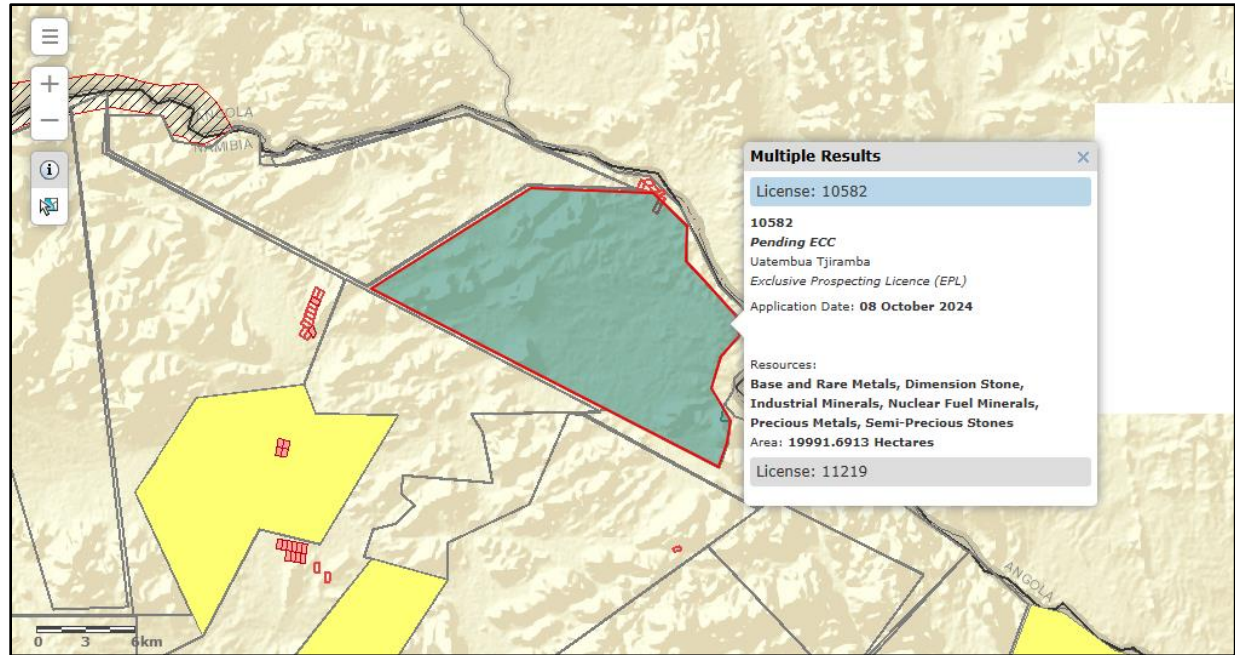 ANGOLA
NAMIBIA
Multiple Results
License: 10582
10582
Pending ECC
Uatembua Tjiramba
Exclusive Prospecting Licence (EPL)
Application Date: 08 October 2024
Resources:
Base and Rare Metals, Dimension Stone,
Industrial Minerals, Nuclear Fuel Minerals,
Precious Metals, Semi-Precious Stones
Area: 19991.6913 Hectares
License: 11219
ANGOLA
0 3 6km